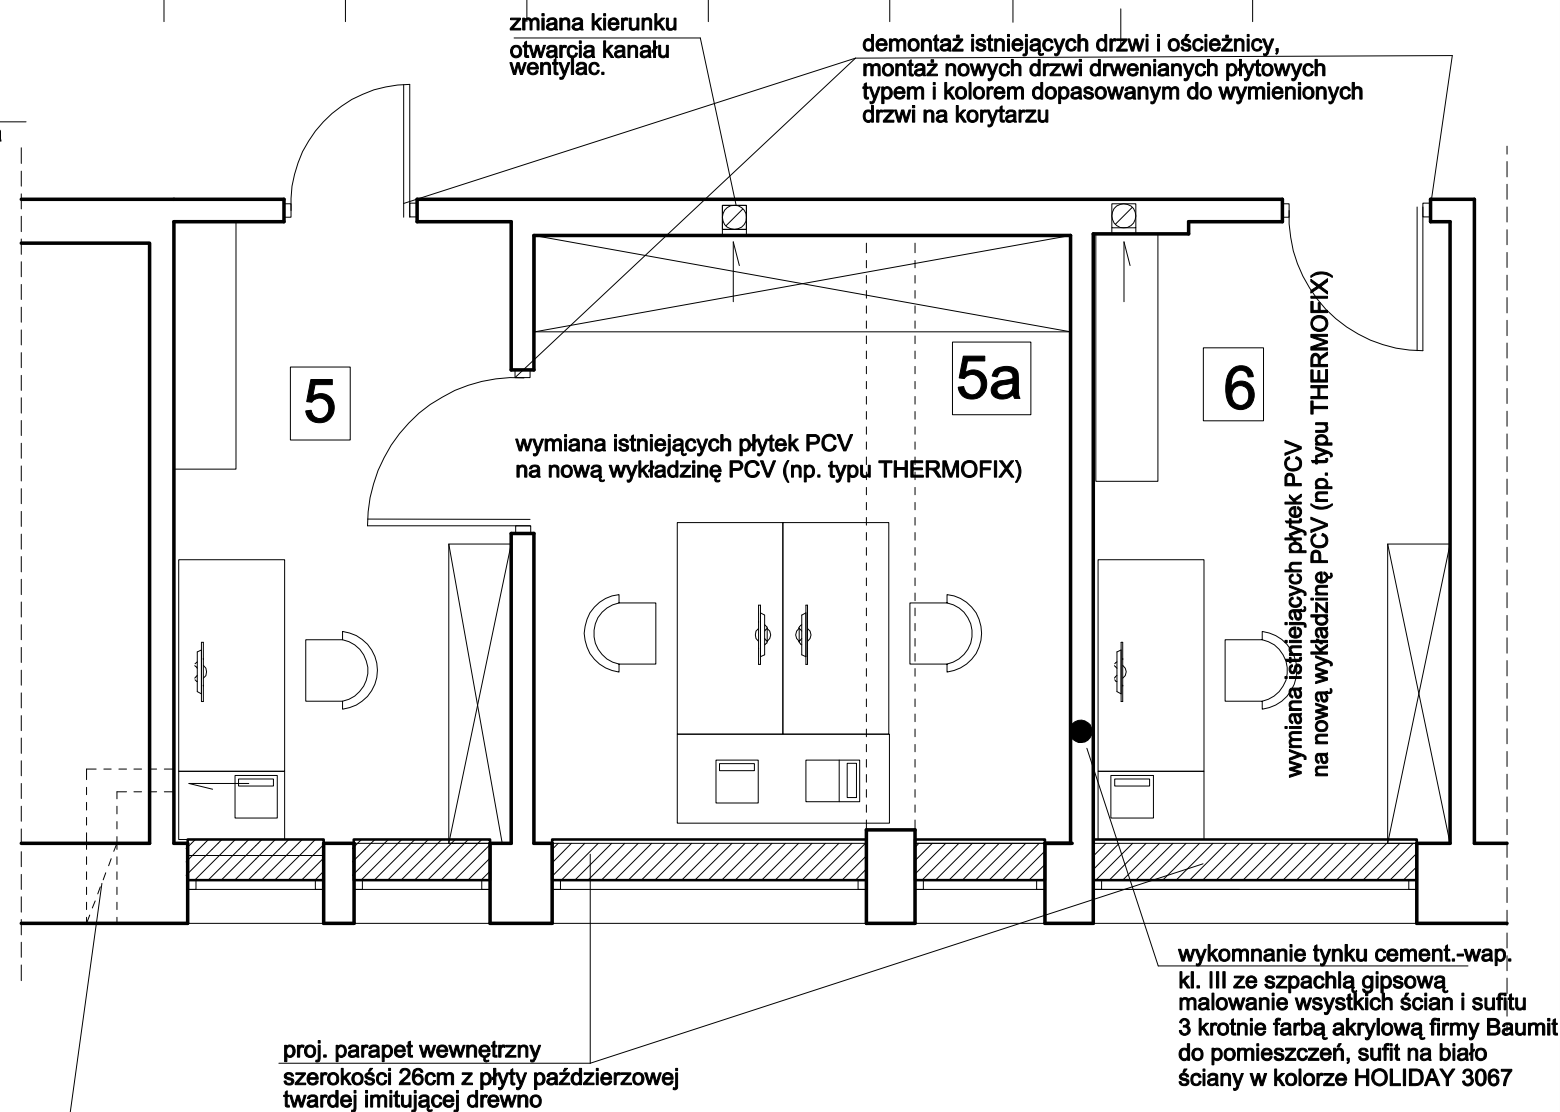 zmiana kierunku
otwarcia kanału
wentylac.
demontaż istniejących drzwi i ościeżnicy,
montaż nowych drzwi drwenianych płytowych
typem i kolorem dopasowanym do wymienionych
drzwi na korytarzu
5
5a
6
wymiana istniejących płytek PCV
na nową wykładzinę PCV (np. typu THERMOFIX)
wymiana istniejących płytek PCV
na nową wykładzinę PCV (np. typu THERMOFIX)
wykomnanie tynku cement.-wap.
kl. III ze szpachlą gipsową
malowanie wsystkich ścian i sufitu
3 krotnie farbą akrylową firmy Baumit
do pomieszczeń, sufit na biało
ściany w kolorze HOLIDAY 3067
proj. parapet wewnętrzny
szerokości 26cm z płyty paździerzowej
twardej imitującej drewno